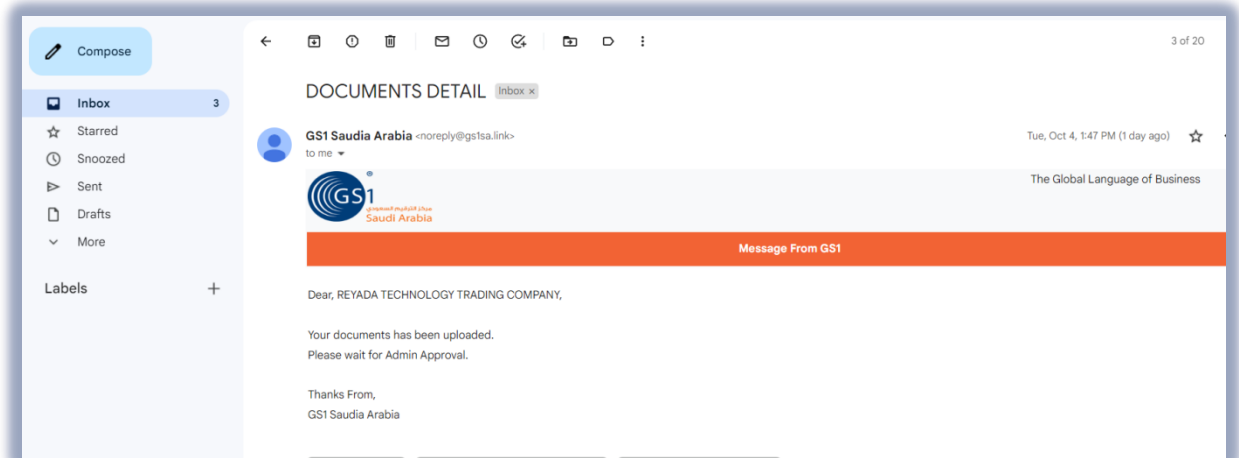 Compose
3 of 20
DOCUMENTS DETAIL Inbox x
Inbox 3
Starred
Snoozed
Sent
Drafts
More
Labels
GS1 Saudia Arabia <noreply@gs1sa.link>
Tue, Oct 4, 1:47 PM (1 day ago)
to me
GS1
مركز الترقيم السعودي
Saudi Arabia
The Global Language of Business
Message From GS1
Dear, REYADA TECHNOLOGY TRADING COMPANY,
Your documents has been uploaded.
Please wait for Admin Approval.
Thanks From,
GS1 Saudia Arabia